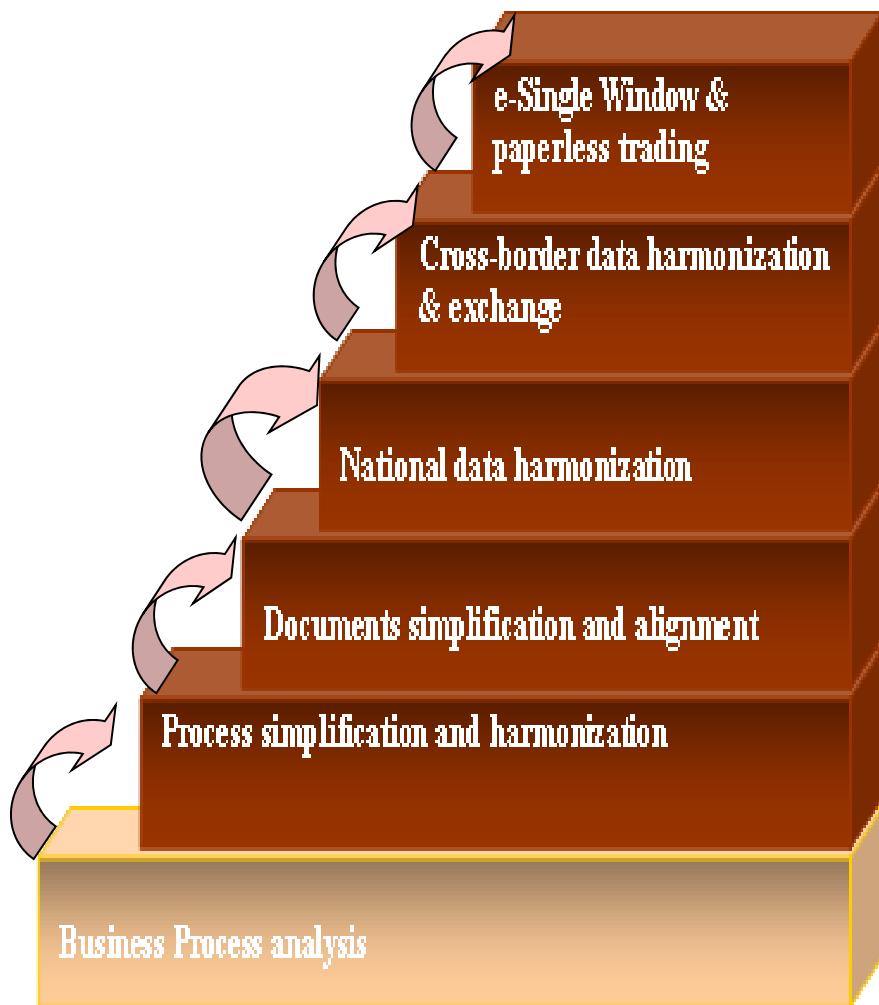 e-Single Window &
paperless trading
Cross-border data harmonization
& exchange
National data harmonization
Documents simplification and alignment
Process simplification and harmonization
Business Process analysis